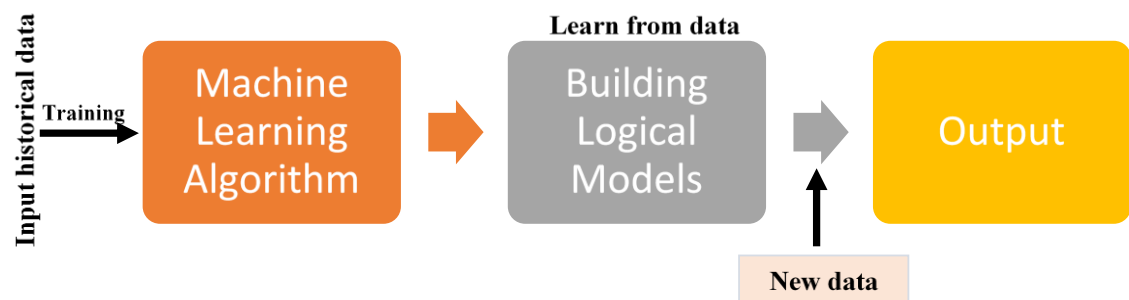 Input historical data
Training
Machine
Learning
Algorithm
Learn from data
Building
Logical
Models
New data
Output